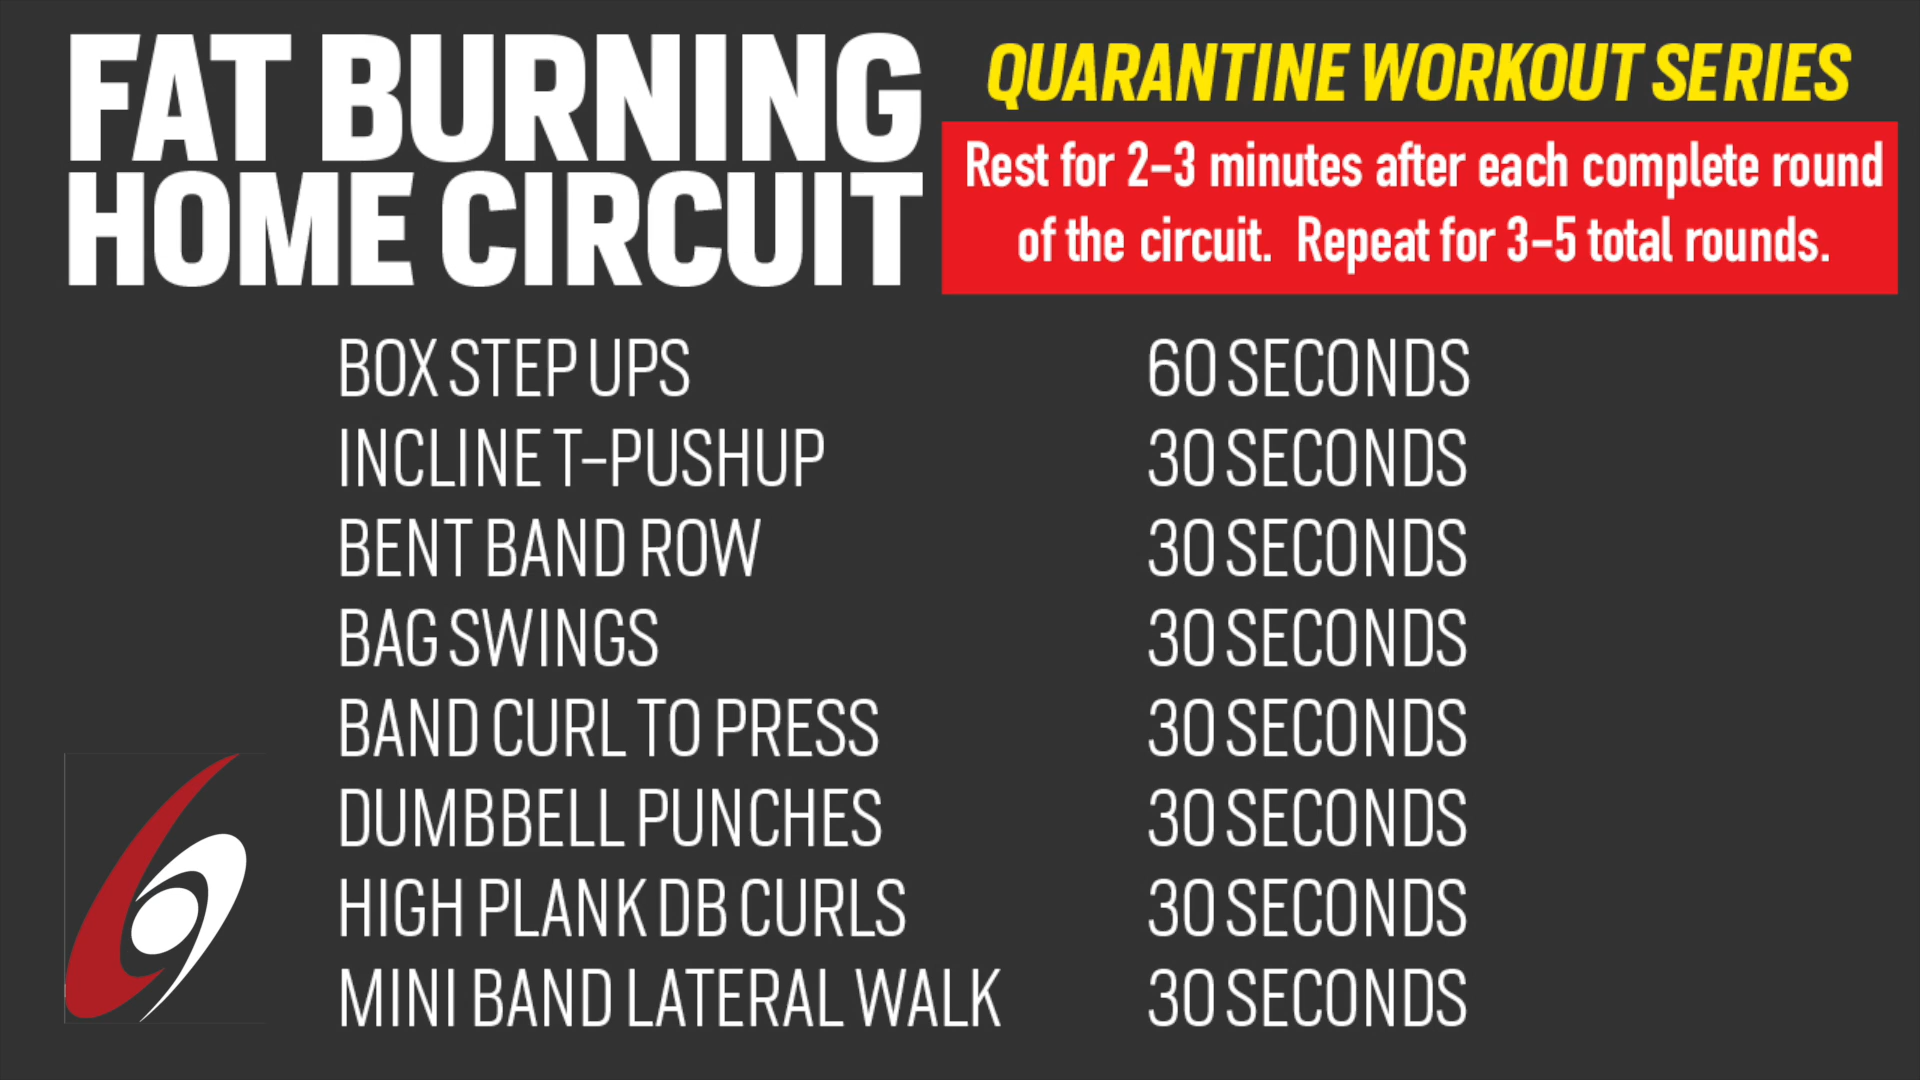 FAT BURNING
HOME CIRCUIT
QUARANTINE WORKOUT SERIES
Rest for 2-3 minutes after each complete round
of the circuit. Repeat for 3-5 total rounds.
BOX STEP UPS 60 SECONDS
INCLINE T-PUSHUP 30 SECONDS
BENT BAND ROW 30 SECONDS
BAG SWINGS 30 SECONDS
BAND CURL TO PRESS 30 SECONDS
DUMBBELL PUNCHES 30 SECONDS
HIGH PLANK DB CURLS 30 SECONDS
MINI BAND LATERAL WALK 30 SECONDS